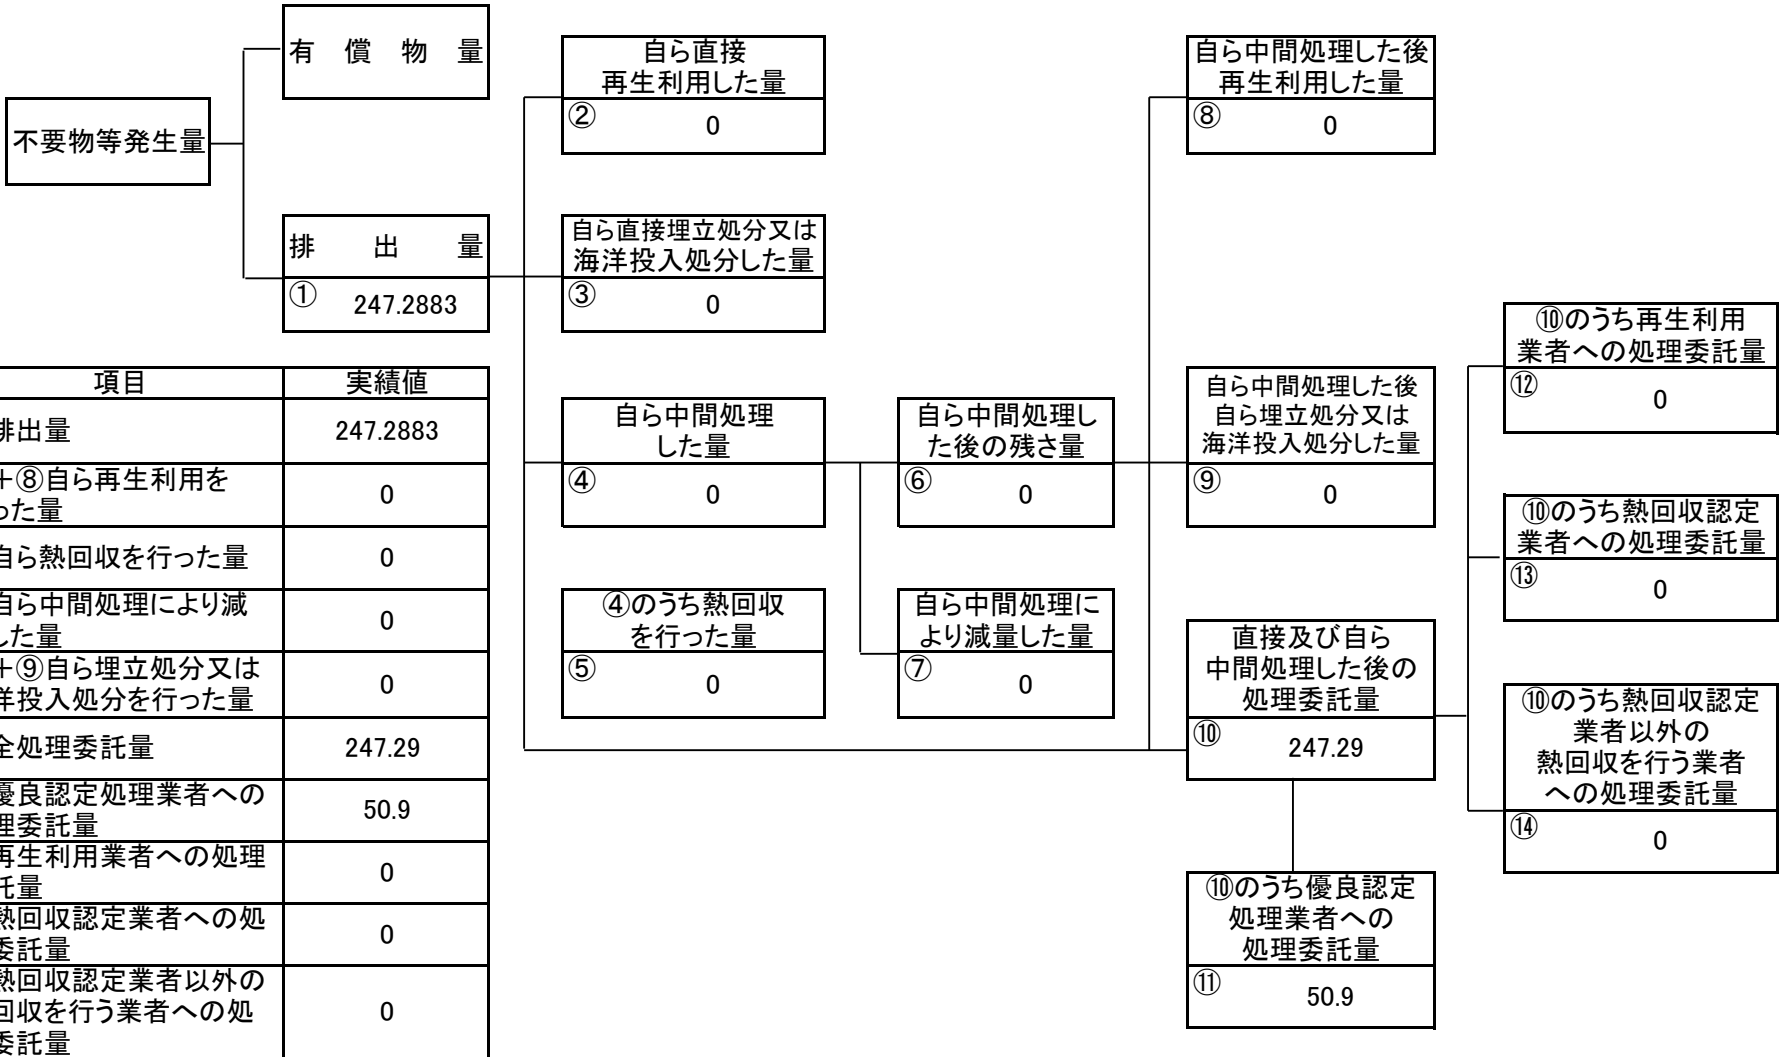 有　償　物　量
不要物等発生量
排　出　量
① 247.2883
自ら直接
再生利用した量
② 0
自ら直接埋立処分又は
海洋投入処分した量
③ 0
自ら中間処理
した量
④ 0
④のうち熱回収
を行った量
⑤ 0
自ら中間処理し
た後の残さ量
⑥ 0
自ら中間処理に
より減量した量
⑦ 0
自ら中間処理した後
再生利用した量
⑧ 0
自ら中間処理した後
自ら埋立処分又は
海洋投入処分した量
⑨ 0
直接及び自ら
中間処理した後の
処理委託量
⑩ 247.29
⑩のうち優良認定
処理業者への
処理委託量
⑪ 50.9
⑩のうち再生利用
業者への処理委託量
⑫ 0
⑩のうち熱回収認定
業者への処理委託量
⑬ 0
⑩のうち熱回収認定
業者以外の
熱回収を行う業者
への処理委託量
⑭ 0
項目 実績値
排出量 247.2883
＋⑧自ら再生利用を
った量 0
自ら熱回収を行った量 0
自ら中間処理により減
した量 0
＋⑨自ら埋立処分又は
洋投入処分を行った量 0
全処理委託量 247.29
優良認定処理業者への
理委託量 50.9
再生利用業者への処理
託量 0
熱回収認定業者への処
委託量 0
熱回収認定業者以外の
回収を行う業者への処
委託量 0